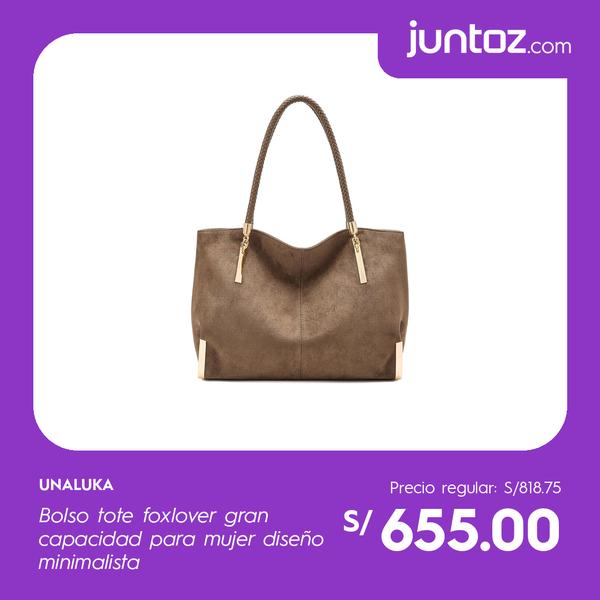 juntoz.com
UNALUKA
Bolso tote foxlover gran
capacidad para mujer diseño
minimalista
Precio regular: S/818.75
S/ 655.00